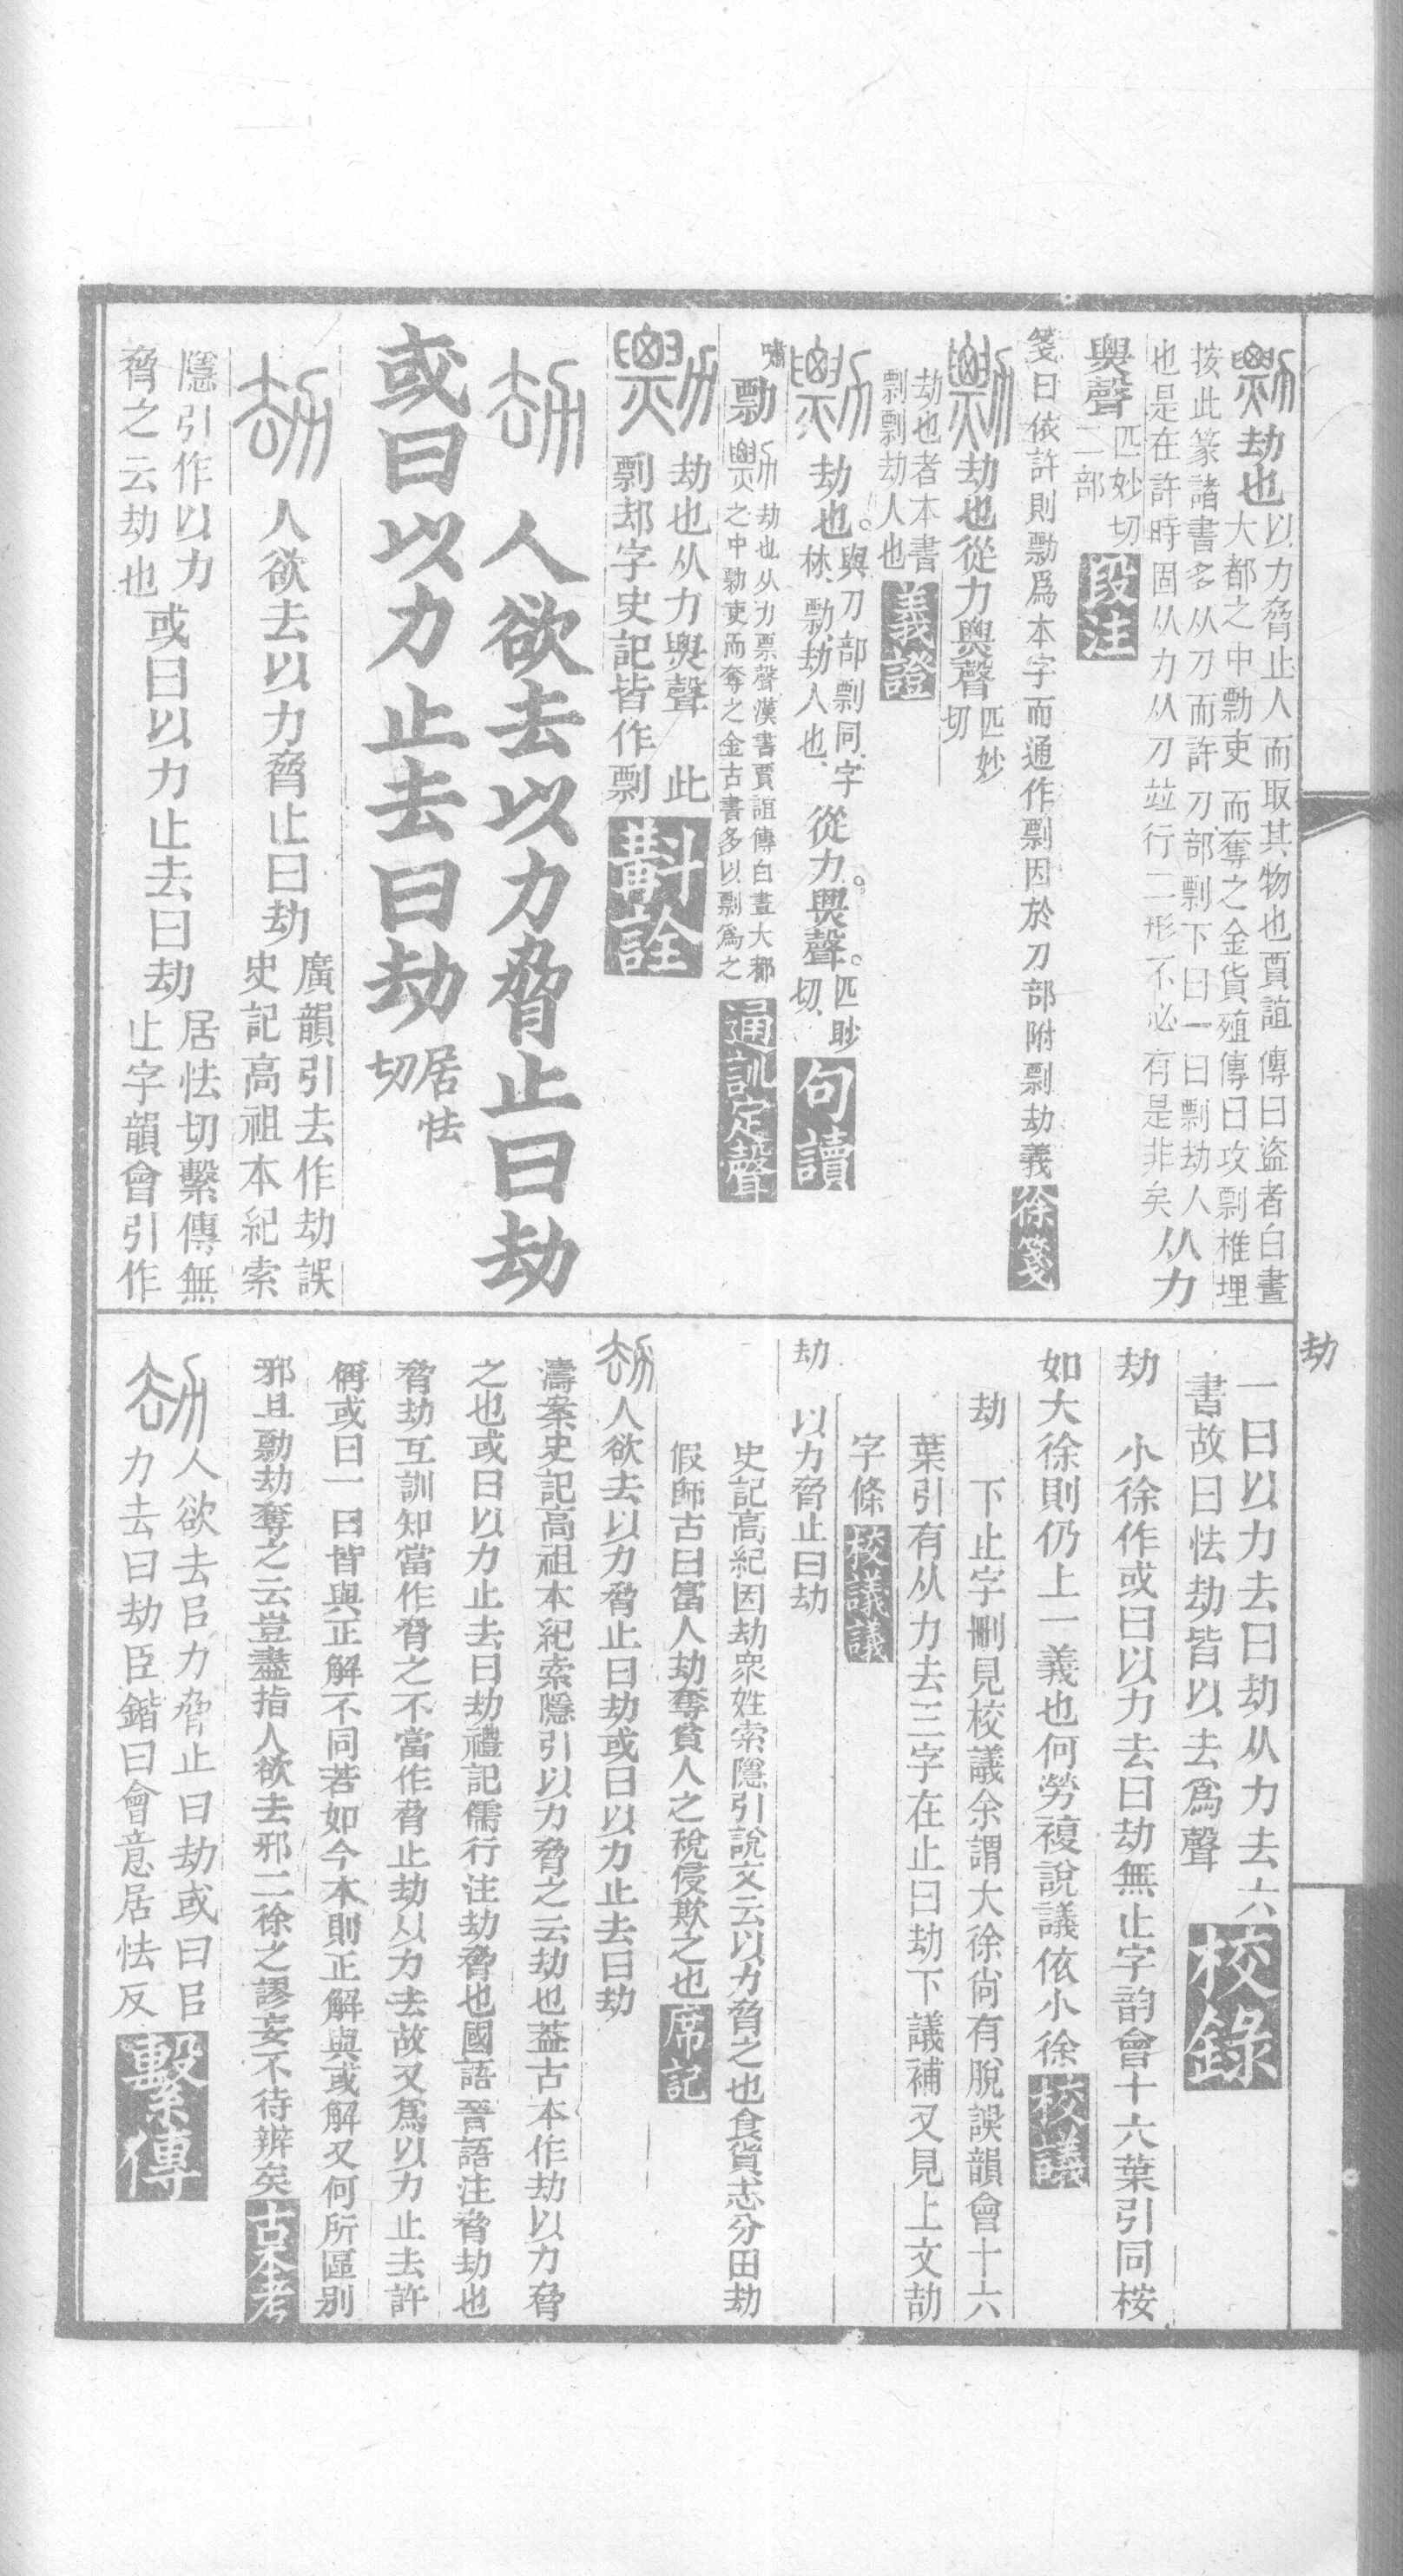 勡劫也以力脅止人而取其物也賈誼傳曰盜者白晝
大都之中勡吏而奪之金貨殖傳曰攻剽椎埋
按此篆諸書多从刀而許刀部剽下曰一曰剽劫人
也是在許時固从力从刀竝行二形不必有是非矣从力
㶾聲匹妙切
二部段注
箋曰依許則勡爲本字而通作剽因於刀部附剽劫義徐箋
勡劫也從力㶾聲匹妙
切
劫也者本書
剽剽劫人也義證
勡劫也與刀部剽同字
林勡劫人也從力㶾聲匹眇
切句讀
嘯勡勡劫也从力票聲漢書賈誼傳白晝大都
之中勡吏而奪之金古書多以剽爲之通訓定聲
勡劫也从力㶾聲 此
剽刦字史記皆作剽斠詮
劫人欲去以力脅止曰劫
或曰以力止去曰劫居怯
切
劫人欲去以力脅止曰劫廣韻引去作劫誤
史記高祖本紀索
隱引作以力
脅之云劫也或曰以力止去曰劫居怯切繫傳無
止字韻會引作
劫
一曰以力去曰劫从力去六
書故曰怯劫皆以去爲聲校錄
劫 小徐作或曰以力去曰劫無止字韵會十六葉引同桉
如大徐則仍上一義也何勞複說議依小徐校議
劫 下止字刪見校議余謂大徐尙有脫誤韻會十六
葉引有从力去三字在止曰劫下議補又見上文劼
字條校議議
劫 以力脅止曰劫
史記高紀因劫衆姓索隱引說文云以力脅之也食貨志分田劫
假師古曰富人劫奪貧人之稅侵欺之也席記
劫人欲去以力脅止曰劫或曰以力止去曰劫
濤案史記高祖本紀索隱引以力脅之云劫也葢古本作劫以力脅
之也或曰以力止去曰劫禮記儒行注劫脅也國語晉語注脅劫也
脅劫互訓知當作脅之不當作脅止劫以力去故又爲以力止去許
偁或曰一曰皆與正解不同若如今本則正解與或解又何所區别
邪且勡劫奪之云豈盡指人欲去邪二徐之謬妄不待辨矣古本考
劫人欲去㠯力脅止曰劫或曰㠯
力去曰劫臣鍇曰會意居怯反繫傳